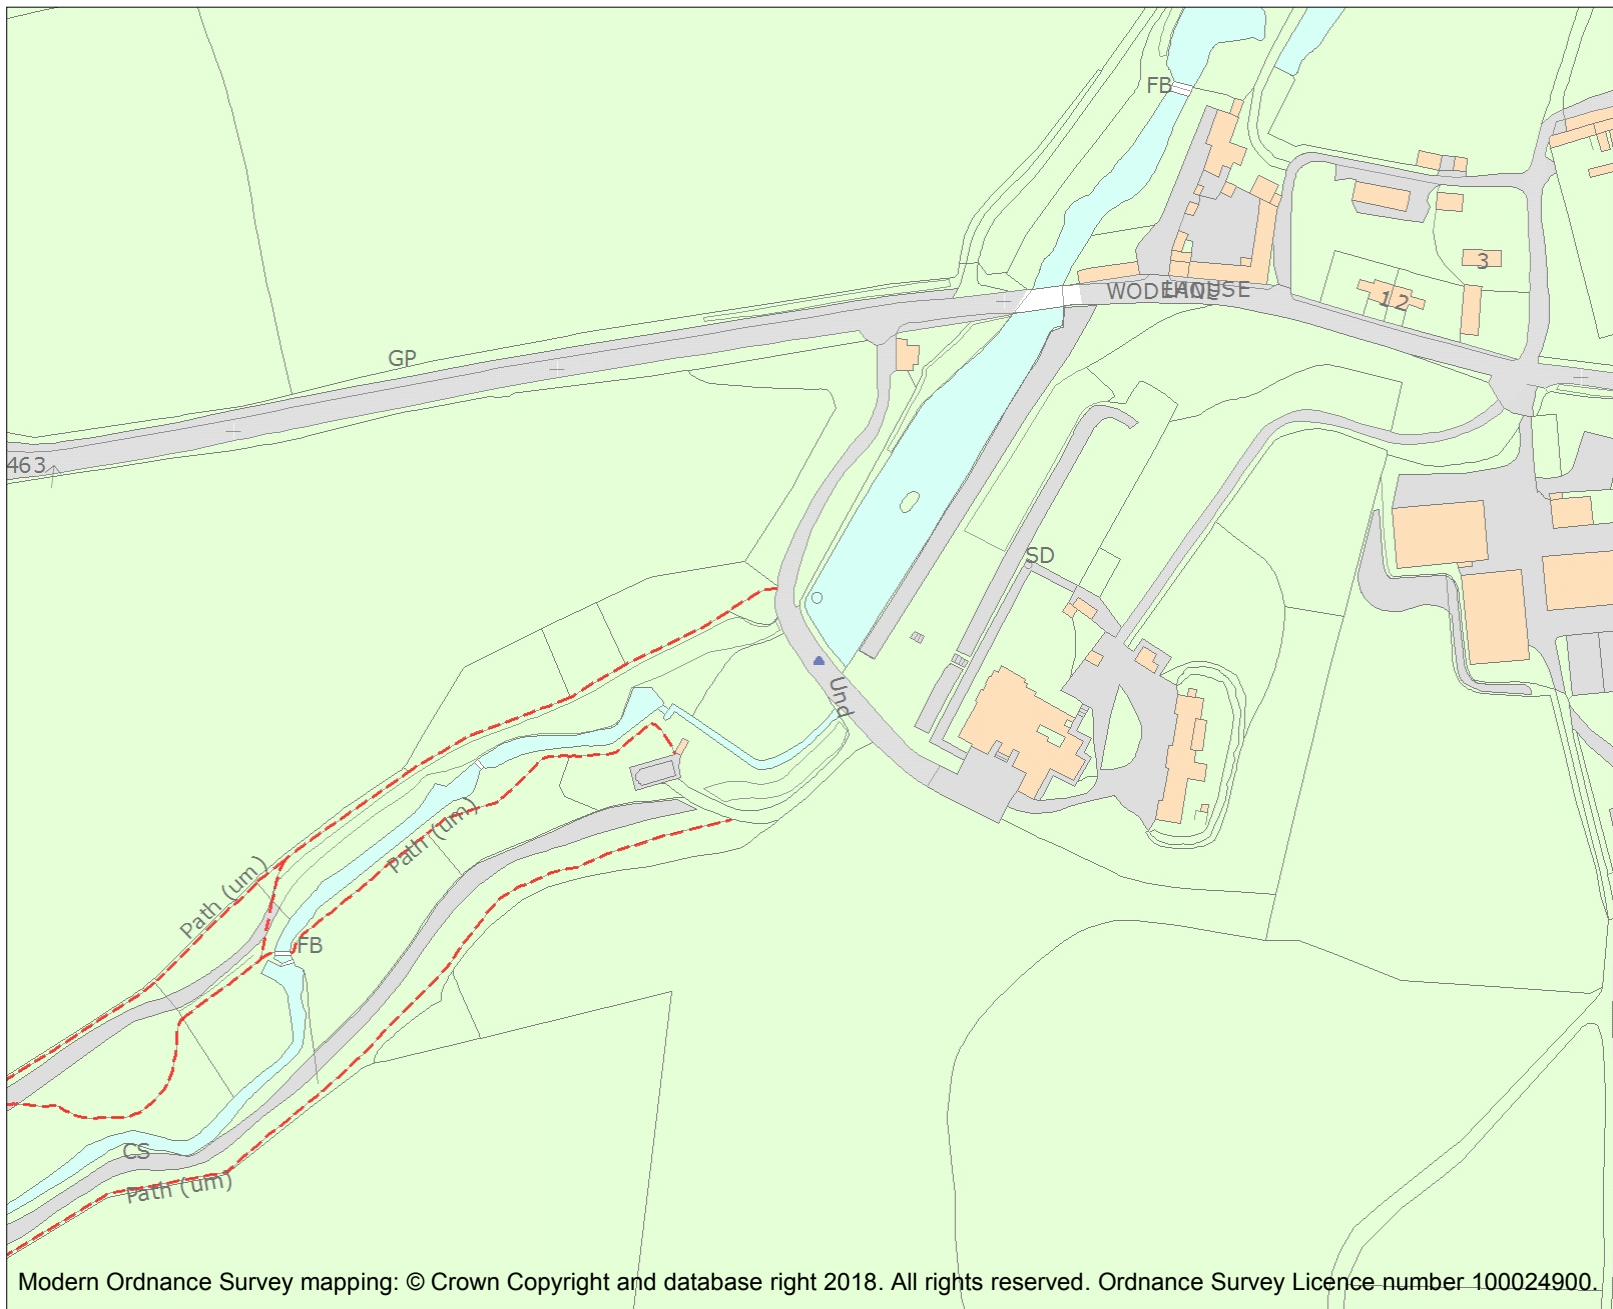 FB
3
WODEHOUSE
LANE
1 2
GP
463
SD
Und
Path (um)
Path (um)
FB
CS
Path (um)
Modern Ordnance Survey mapping: © Crown Copyright and database right 2018. All rights reserved. Ordnance Survey Licence number 100024900.